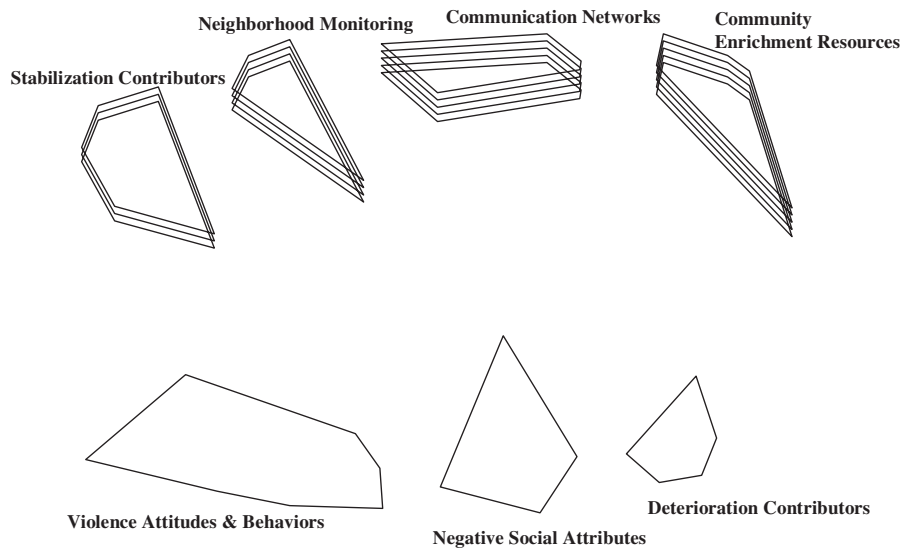 Communication Networks
Community
Neighborhood Monitoring
Enrichment Resources
Stabilization Contributors
Deterioration Contributors
Violence Attitudes & Behaviors
Negative Social Attributes